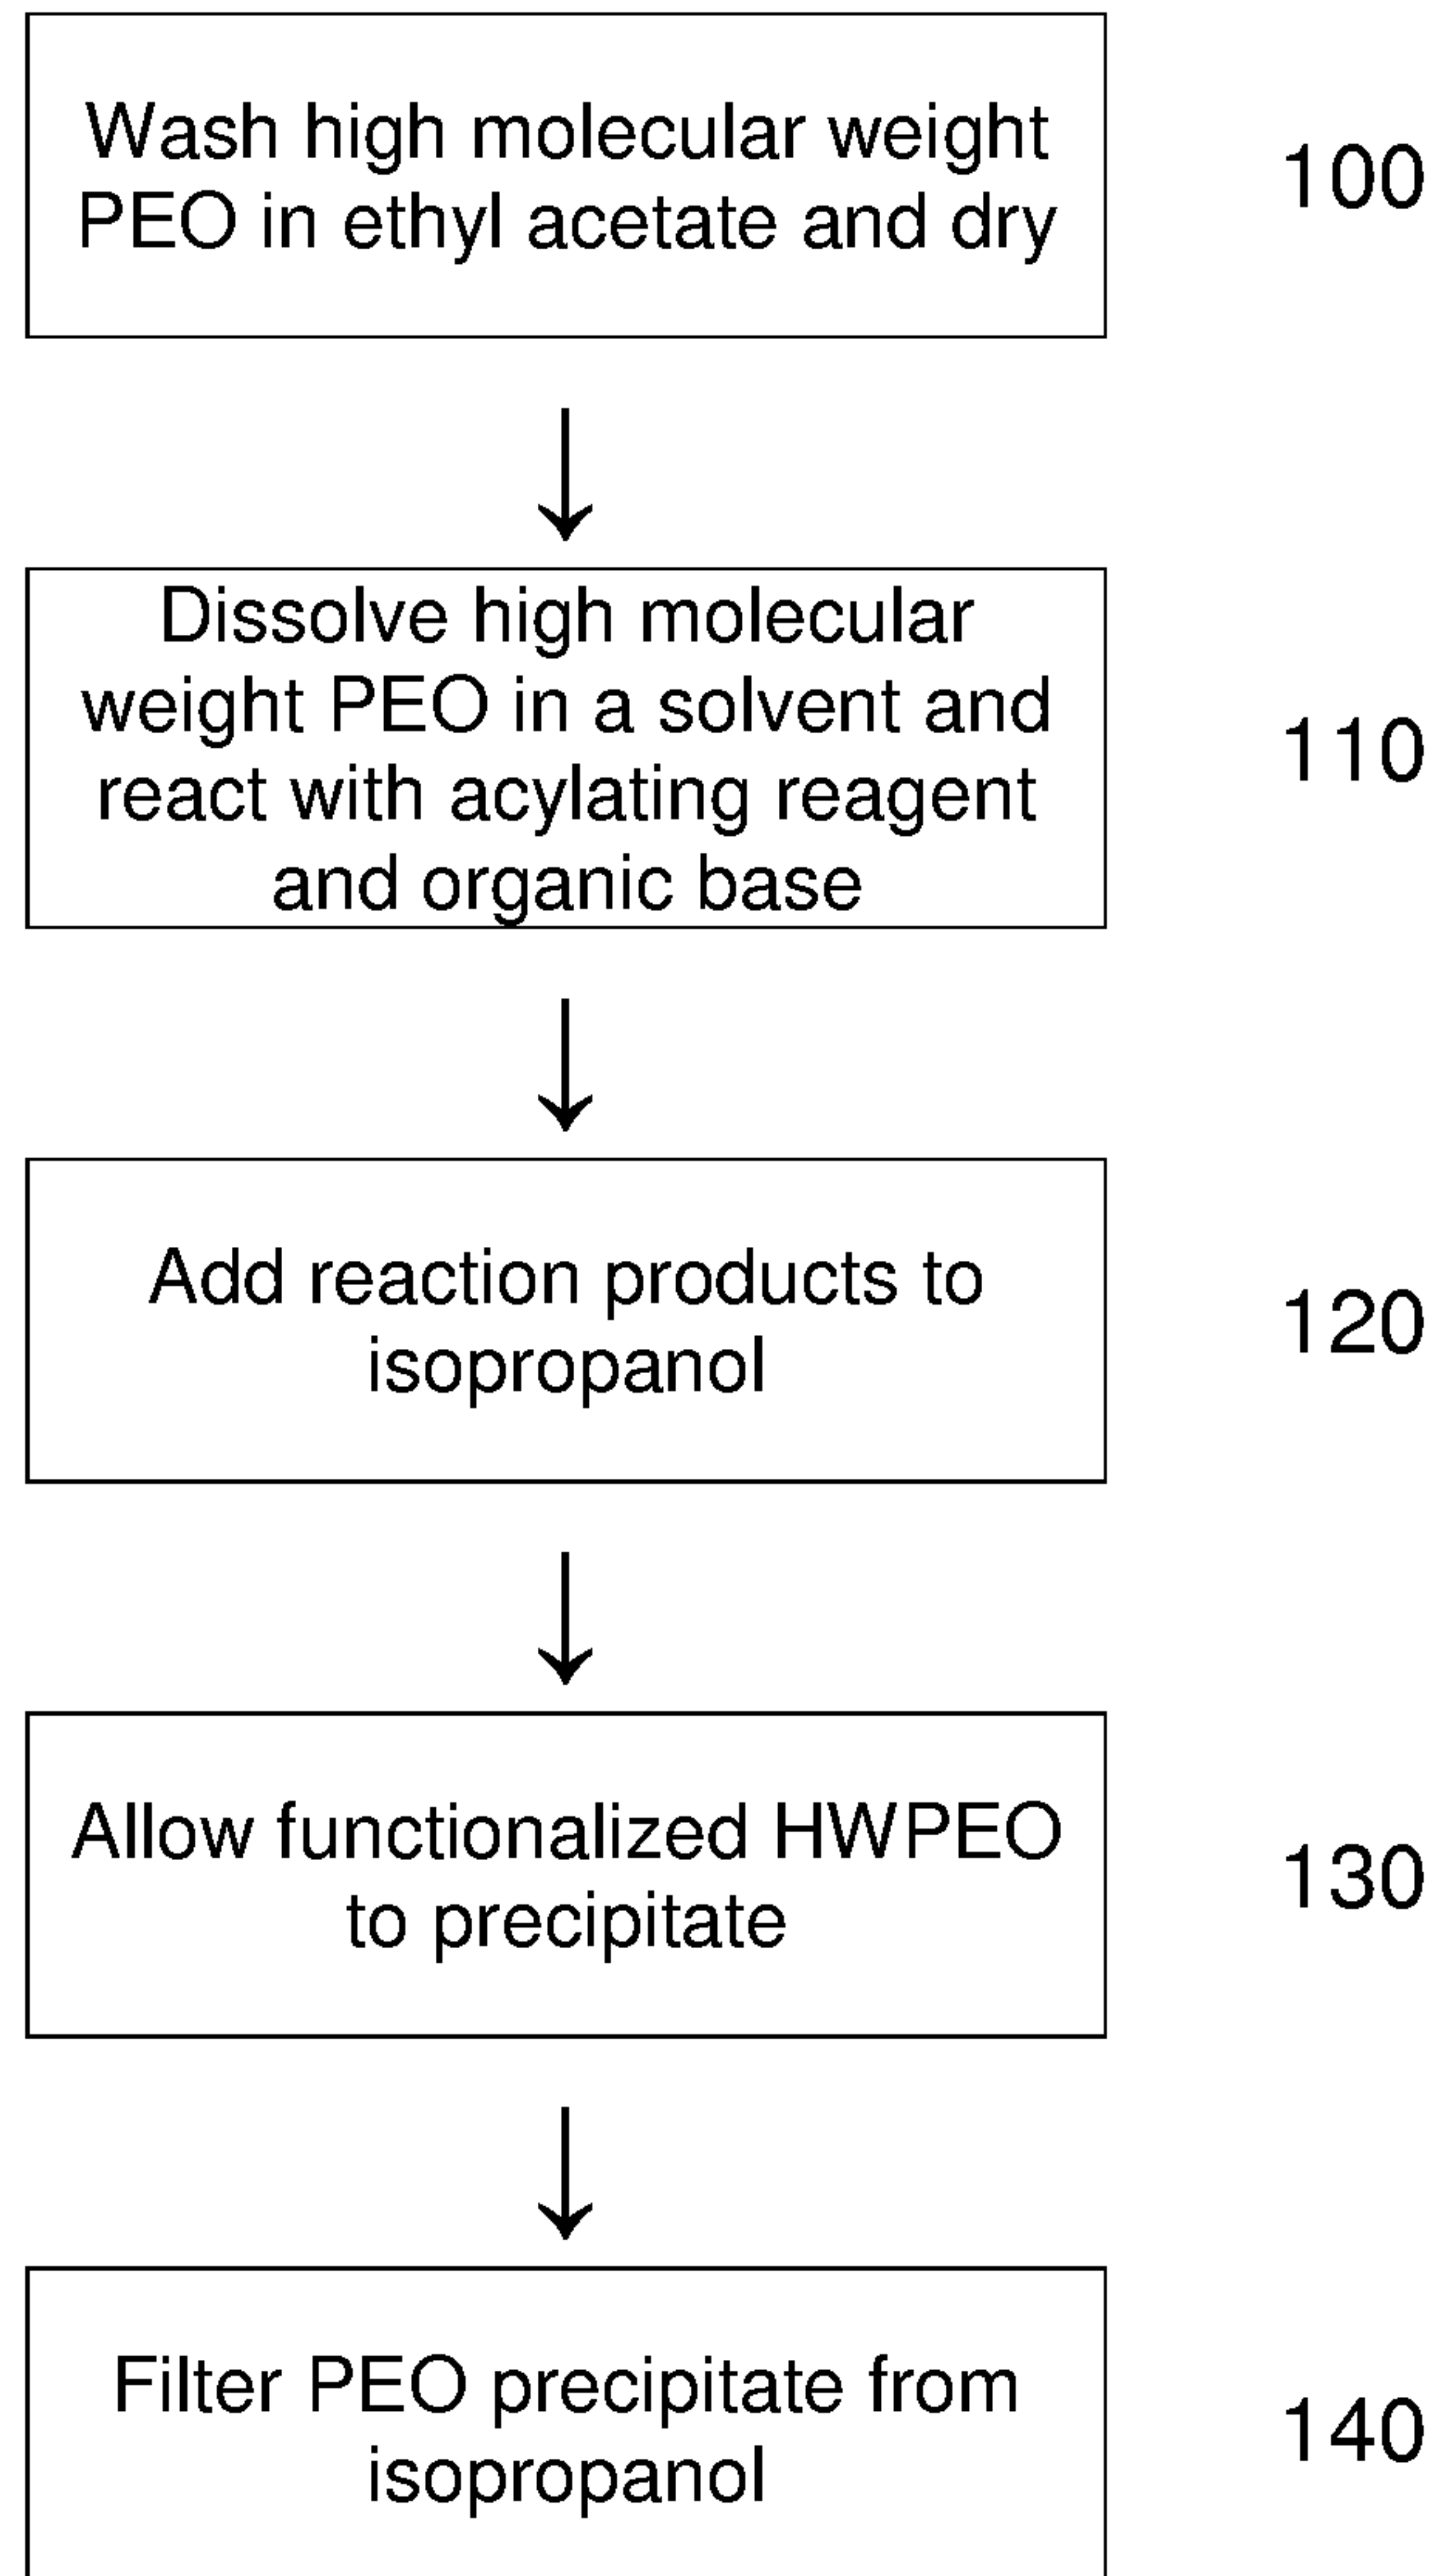 Wash high molecular weight
PEO in ethyl acetate and dry
100
Dissolve high molecular
weight PEO in a solvent and
react with acylating reagent
and organic base
110
Add reaction products to
isopropanol
120
Allow functionalized HWPEO
to precipitate
130
Filter PEO precipitate from
isopropanol
140